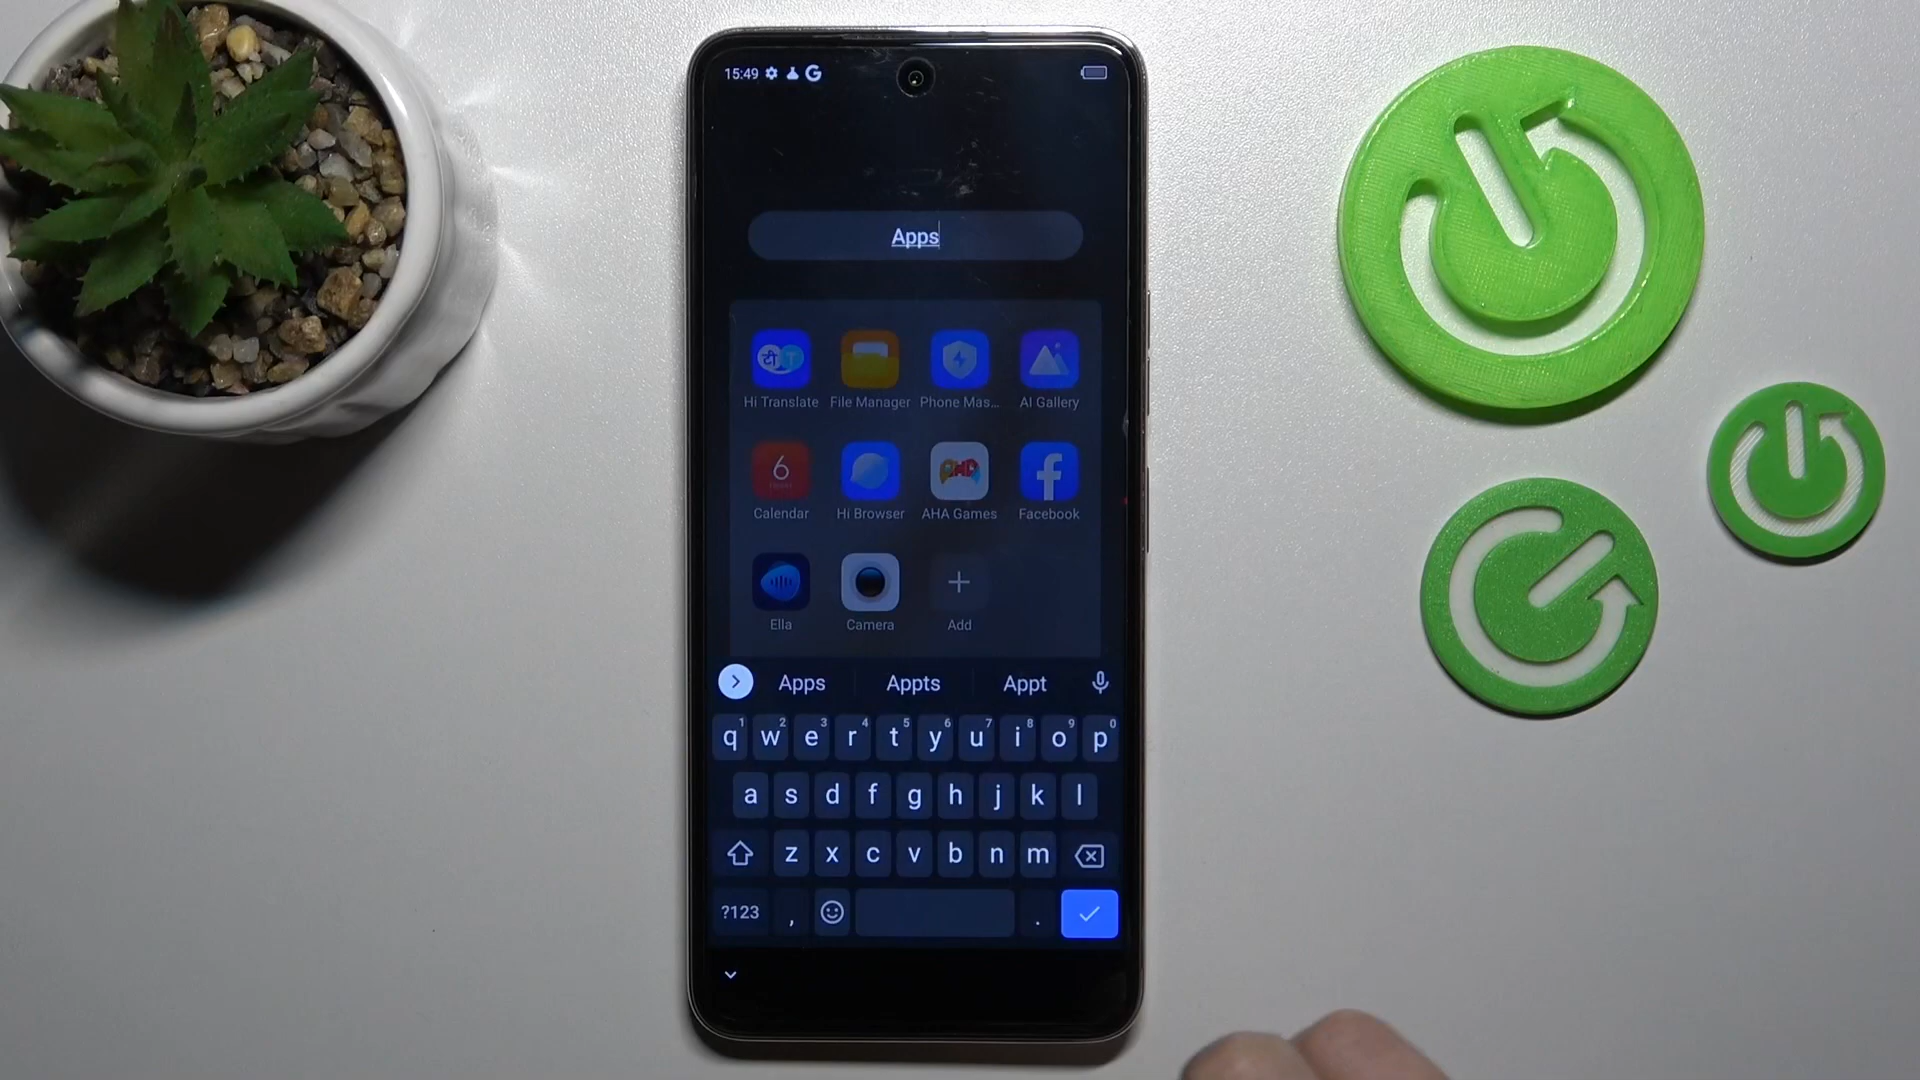 15:49
Apps
Hi Translate File Manager Phone Mas... AI Gallery
6
AHA
Calendar Hi Browser AHA Games Facebook
Ella Camera Add
Apps Appts Appt
1 2 3 4 5 6 7 8 9 0
q w e r t y u i o p
a s d f g h j k l
z x c v b n m
?123 , .